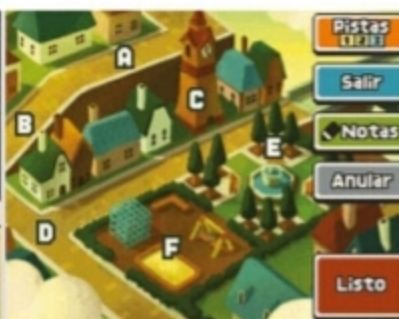 Pistas
1 2 3
A
Salir
C
B
Notas
E
Anular
D
F
Listo